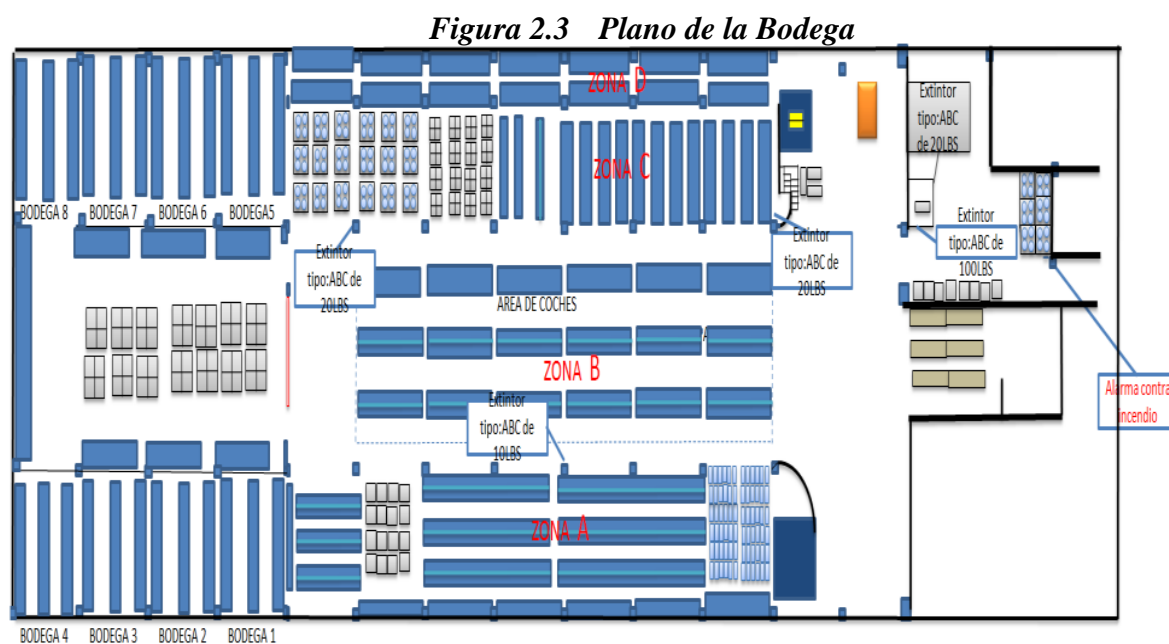 Figura 2.3 Plano de la Bodega
ZONA D
Extintor
tipo:ABC
de 20LBS
ZONA C
BODEGA 8
BODEGA 7
BODEGA 6
BODEGA5
Extintor
tipo:ABC de
20LBS
Extintor
tipo:ABC de
20LBS
Extintor
tipo:ABC de
100LBS
AREA DE COCHES
A
ZONA B
Alarma contra
incendio
Extintor
tipo:ABC de
10LBS
ZONA A
BODEGA 4
BODEGA 3
BODEGA 2
BODEGA 1